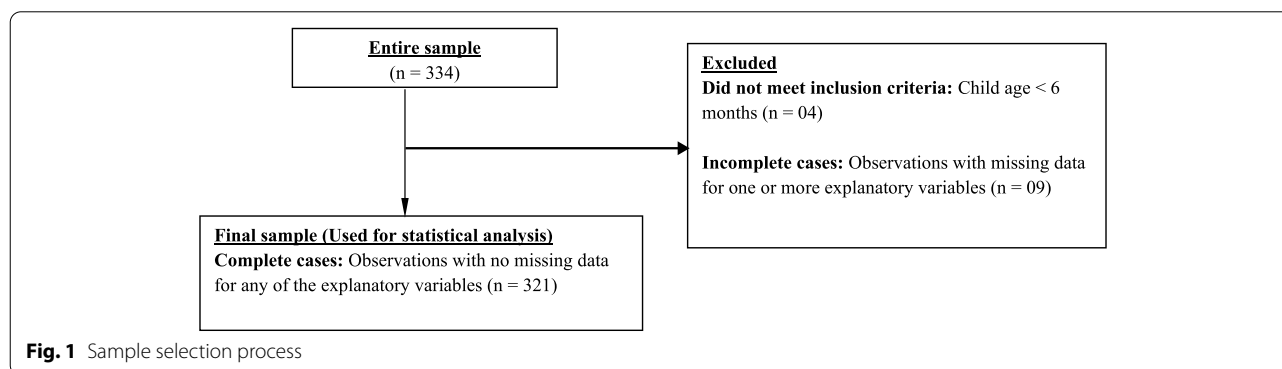 Entire sample
(n = 334)
Excluded
Did not meet inclusion criteria: Child age < 6
months (n = 04)
Incomplete cases: Observations with missing data
for one or more explanatory variables (n = 09)
Final sample (Used for statistical analysis)
Complete cases: Observations with no missing data
for any of the explanatory variables (n = 321)
Fig. 1 Sample selection process